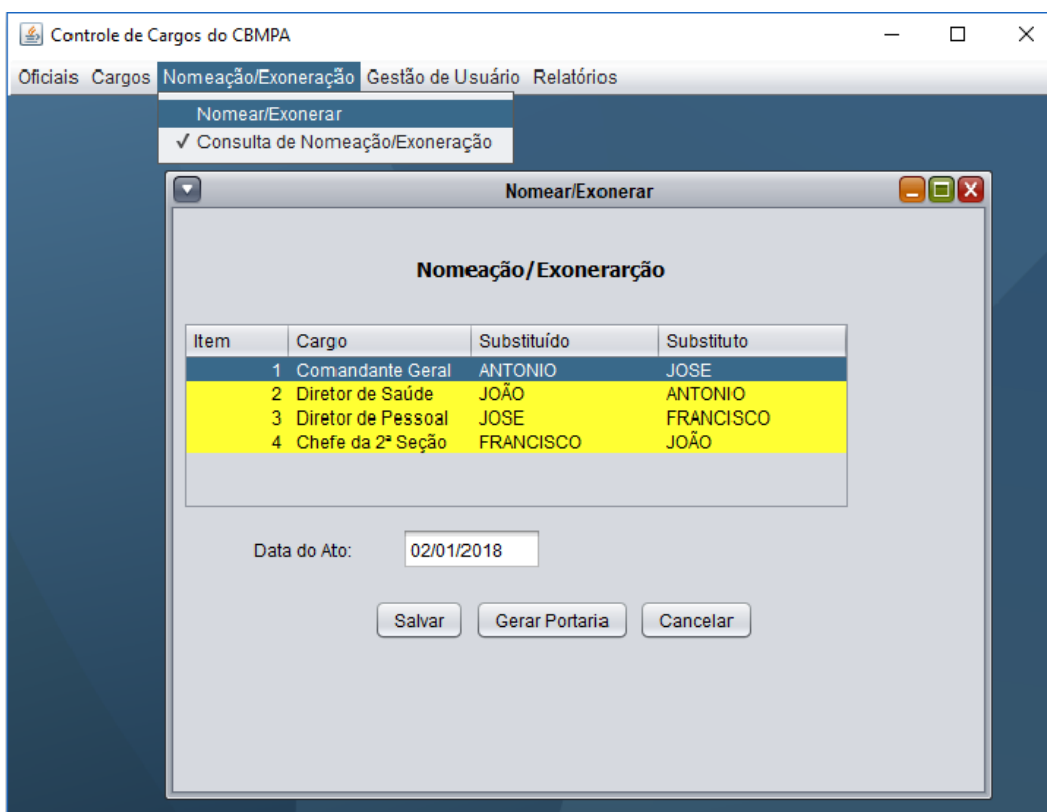 Controle de Cargos do CBMPA
Oficiais Cargos Nomeação/Exoneração Gestão de Usuário Relatórios
Nomear/Exonerar
✓ Consulta de Nomeação/Exoneração
Nomear/Exonerar
Nomeação/Exonerarção
Item Cargo Substituído Substituto
1 Comandante Geral ANTONIO JOSE
2 Diretor de Saúde JOÃO ANTONIO
3 Diretor de Pessoal JOSE FRANCISCO
4 Chefe da 2ª Seção FRANCISCO JOÃO
Data do Ato: 02/01/2018
Salvar Gerar Portaria Cancelar